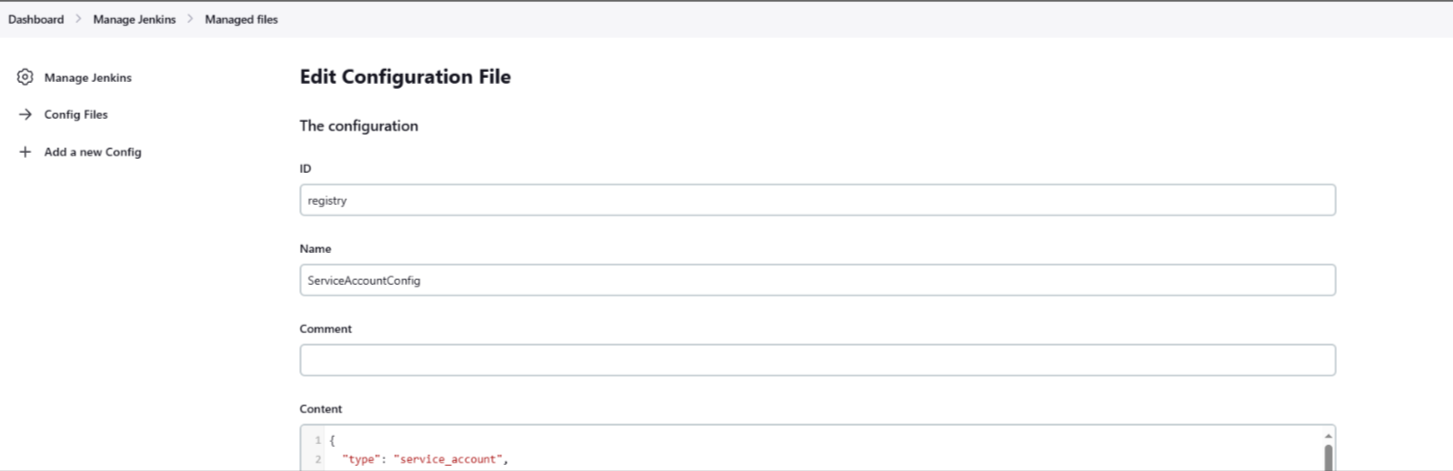 Dashboard > Manage Jenkins > Managed files
Manage Jenkins
Config Files
Add a new Config
Edit Configuration File
The configuration
ID
registry
Name
ServiceAccountConfig
Comment
Content
1 {
2 "type": "service_account",